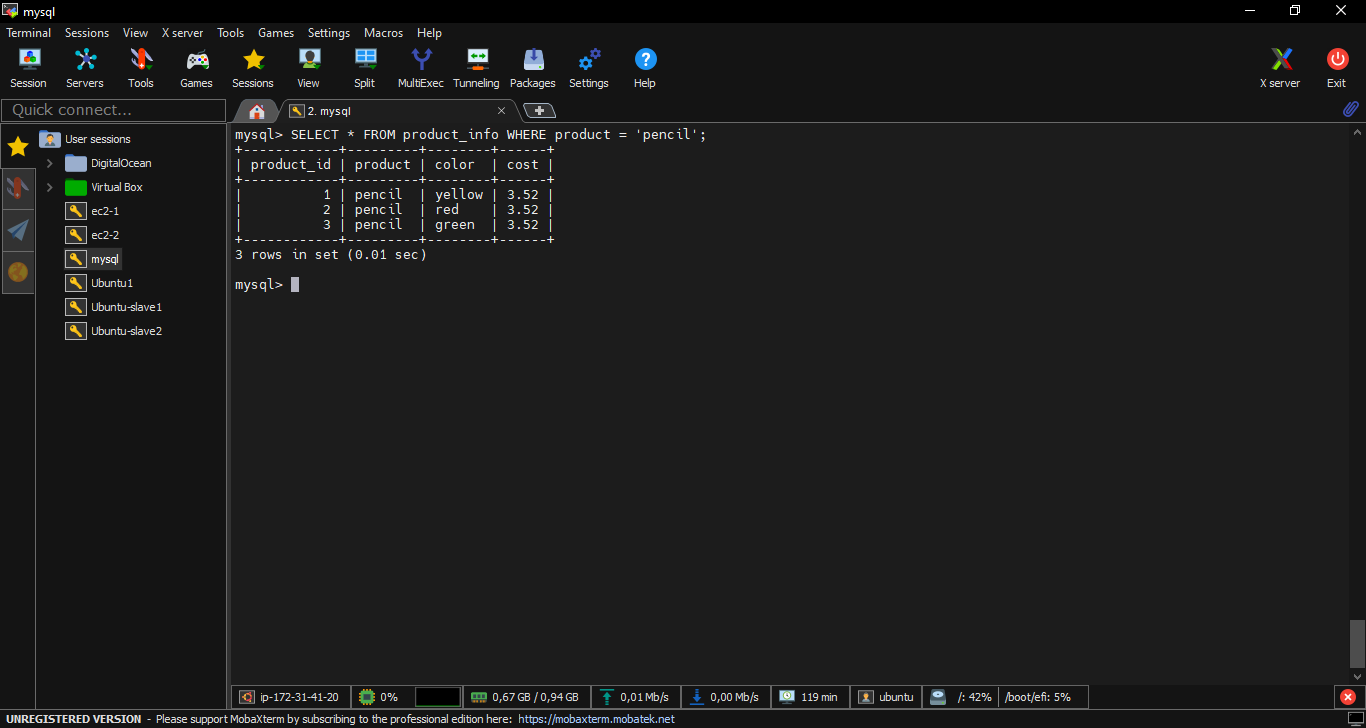 mysql
Terminal Sessions View X server Tools Games Settings Macros Help
Session Servers Tools Games Sessions View Split MultiExec Tunneling Packages Settings Help X server Exit
Quick connect...
2. mysql
User sessions
DigitalOcean
Virtual Box
ec2-1
ec2-2
mysql
Ubuntu1
Ubuntu-slave1
Ubuntu-slave2
mysql> SELECT * FROM product_info WHERE product = 'pencil';
+------------+---------+--------+------+
| product_id | product | color  | cost |
+------------+---------+--------+------+
|          1 | pencil  | yellow | 3.52 |
|          2 | pencil  | red    | 3.52 |
|          3 | pencil  | green  | 3.52 |
+------------+---------+--------+------+
3 rows in set (0.01 sec)
mysql>
ip-172-31-41-20 0% 0,67 GB / 0,94 GB 0,01 Mb/s 0,00 Mb/s 119 min ubuntu /: 42% /boot/efi: 5%
UNREGISTERED VERSION - Please support MobaXterm by subscribing to the professional edition here: https://mobaxterm.mobatek.net